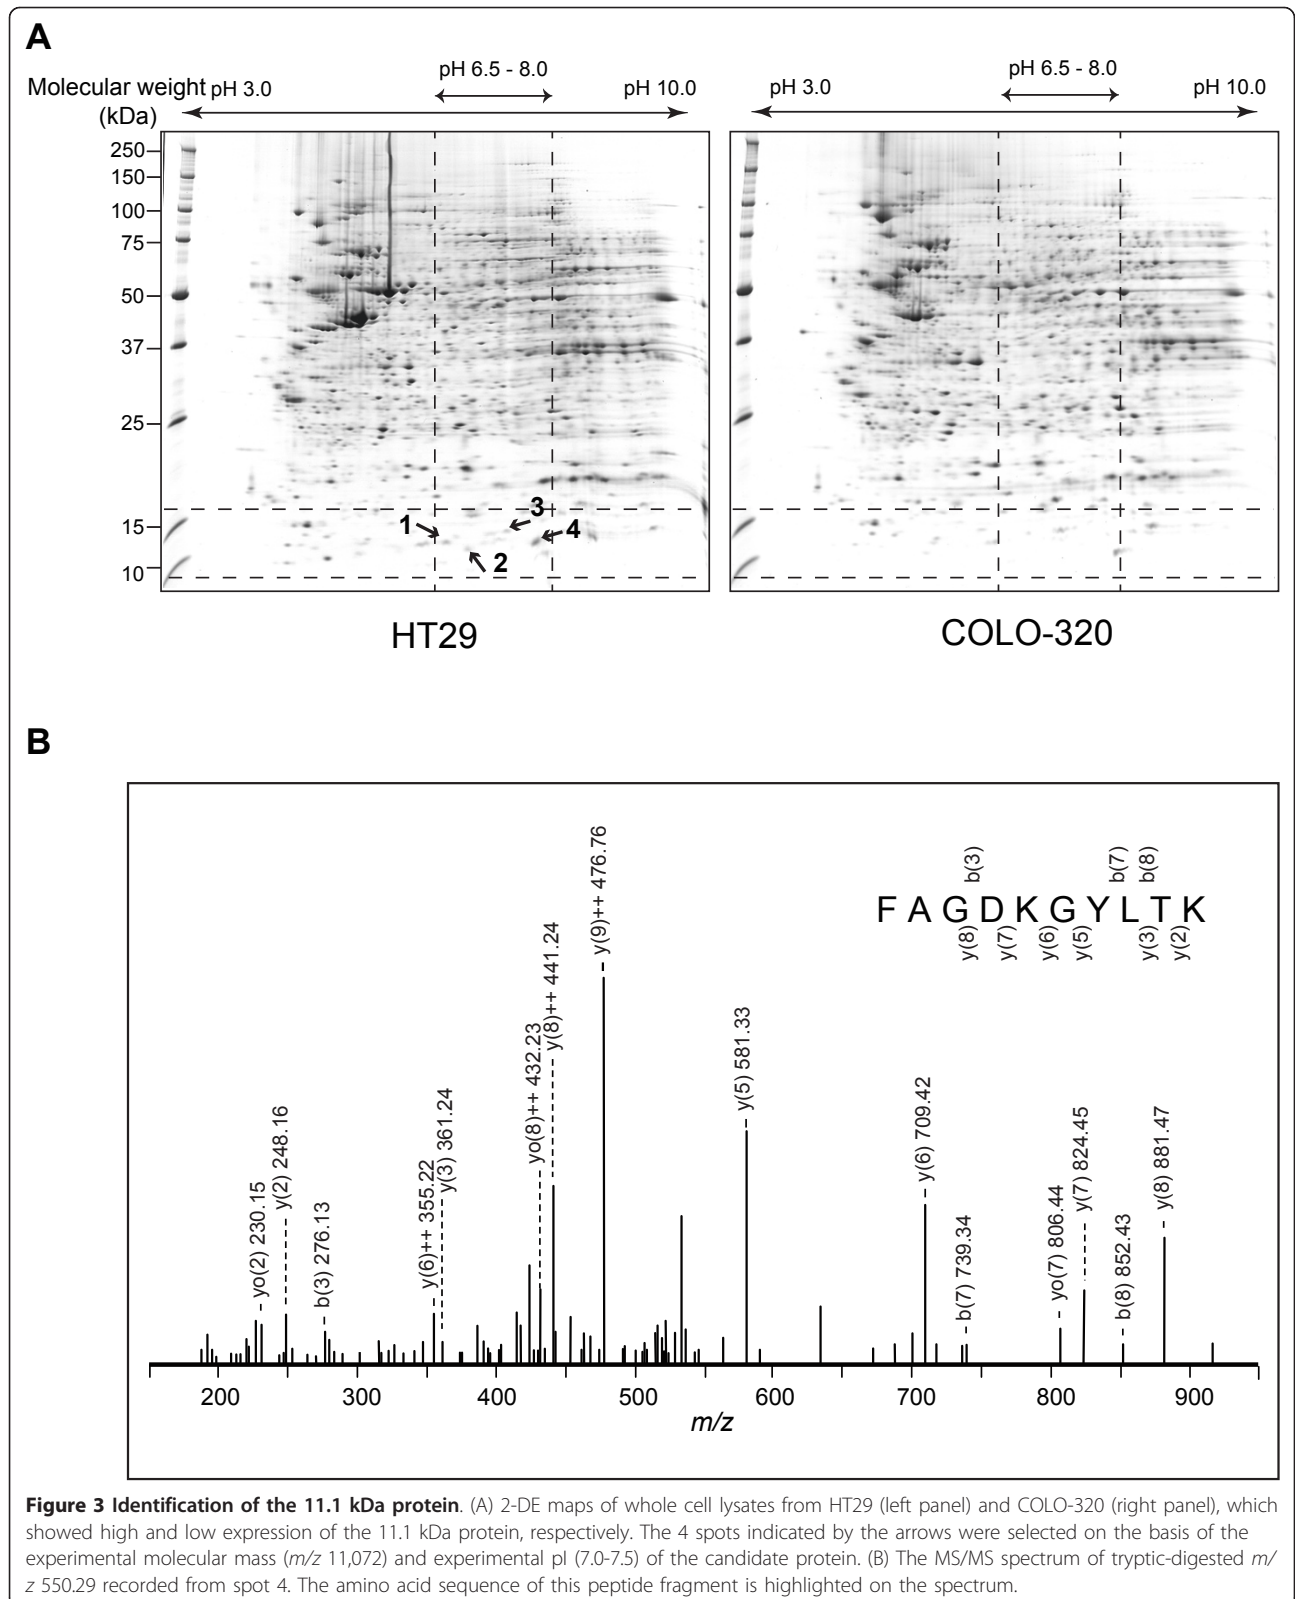 A
Molecular weight
(kDa)
pH 3.0
pH 6.5 - 8.0
pH 10.0
pH 3.0
pH 6.5 - 8.0
pH 10.0
250
150
100
75
50
37
25
15
10
1
2
3
4
HT29
COLO-320
B
yo(2) 230.15
y(2) 248.16
b(3) 276.13
y(6)++ 355.22
y(3) 361.24
yo(8)++ 432.23
y(8)++ 441.24
y(9)++ 476.76
y(5) 581.33
y(6) 709.42
b(7) 739.34
yo(7) 806.44
y(7) 824.45
b(8) 852.43
y(8) 881.47
b(3) b(7) b(8)
F A G D K G Y L T K
y(8) y(7) y(6) y(5) y(3) y(2)
200 300 400 500 600 700 800 900
m/z
Figure 3 Identification of the 11.1 kDa protein. (A) 2-DE maps of whole cell lysates from HT29 (left panel) and COLO-320 (right panel), which
showed high and low expression of the 11.1 kDa protein, respectively. The 4 spots indicated by the arrows were selected on the basis of the
experimental molecular mass (m/z 11,072) and experimental pI (7.0-7.5) of the candidate protein. (B) The MS/MS spectrum of tryptic-digested m/
z 550.29 recorded from spot 4. The amino acid sequence of this peptide fragment is highlighted on the spectrum.